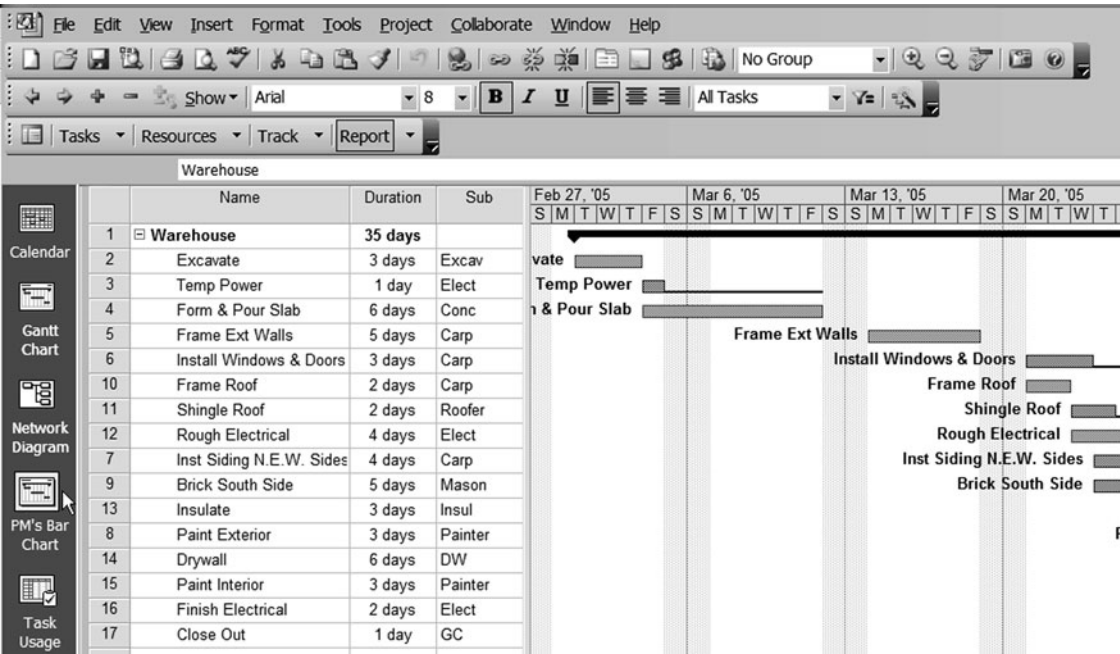 File Edit View Insert Format Tools Project Collaborate Window Help
ABC No Group
Show Arial 8 B I U All Tasks
Tasks Resources Track Report
Warehouse
Name Duration Sub Feb 27, '05 Mar 6, '05 Mar 13, '05 Mar 20, '05
S M T W T F S S M T W T F S S M T W T F S S M T W T
1 Warehouse 35 days
2 Excavate 3 days Excav vate
3 Temp Power 1 day Elect Temp Power
4 Form & Pour Slab 6 days Conc & Pour Slab
5 Frame Ext Walls 5 days Carp Frame Ext Walls
6 Install Windows & Doors 3 days Carp Install Windows & Doors
10 Frame Roof 2 days Carp Frame Roof
11 Shingle Roof 2 days Roofer Shingle Roof
12 Rough Electrical 4 days Elect Rough Electrical
7 Inst Siding N.E.W. Sides 4 days Carp Inst Siding N.E.W. Sides
9 Brick South Side 5 days Mason Brick South Side
13 Insulate 3 days Insul
8 Paint Exterior 3 days Painter
14 Drywall 6 days DW
15 Paint Interior 3 days Painter
16 Finish Electrical 2 days Elect
17 Close Out 1 day GC
Calendar
Gantt
Chart
Network
Diagram
PM's Bar
Chart
Task
Usage